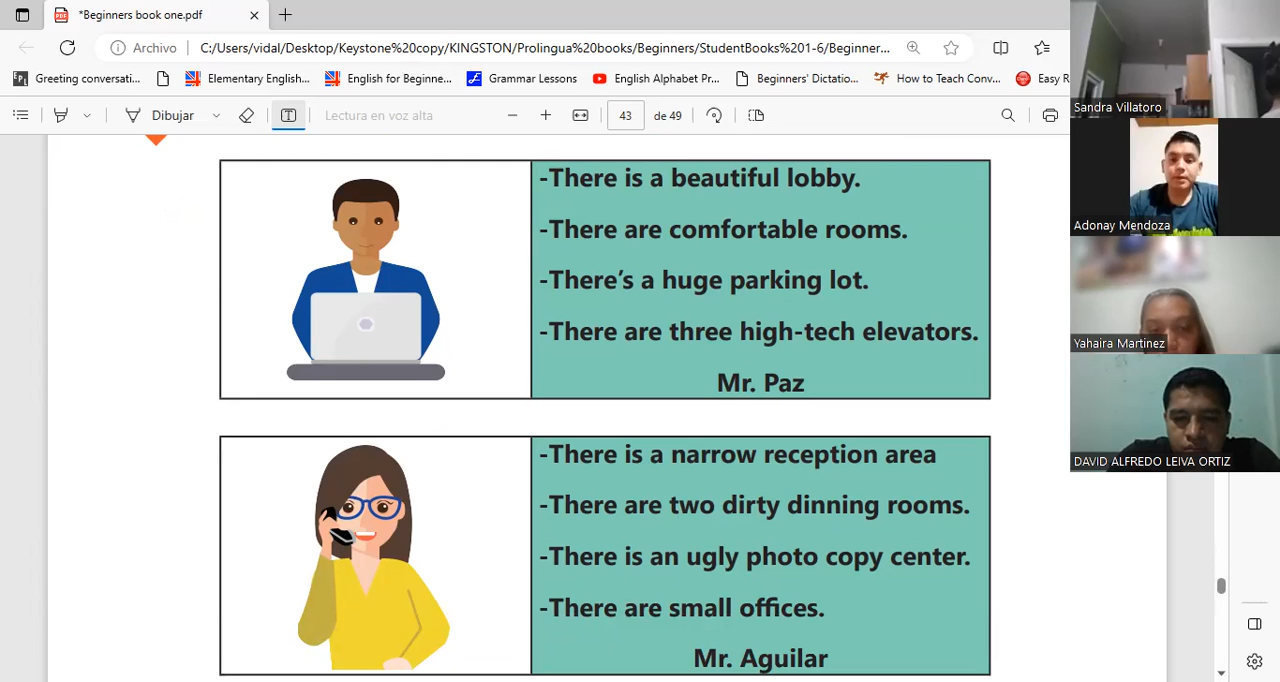 *Beginners book one.pdf
Archivo
C:/Users/vidal/Desktop/Keystone%20copy/KINGSTON/Prolingua%20books/Beginners/StudentBooks%201-6/Beginner...
Greeting conversati...
Elementary English...
English for Beginne...
Grammar Lessons
English Alphabet Pr...
Beginners' Dictatio...
How to Teach Conv...
Easy R
Dibujar
Lectura en voz alta
43
de 49
-There is a beautiful lobby.
-There are comfortable rooms.
-There’s a huge parking lot.
-There are three high-tech elevators.
Mr. Paz
-There is a narrow reception area
-There are two dirty dinning rooms.
-There is an ugly photo copy center.
-There are small offices.
Mr. Aguilar
Sandra Villatoro
Adonay Mendoza
Yahaira Martinez
DAVID ALFREDO LEIVA ORTIZ